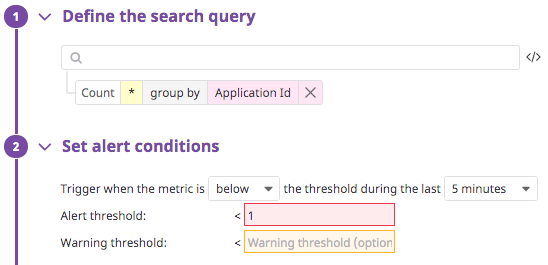 1 Define the search query
</>
Count * group by Application Id ×
2 Set alert conditions
Trigger when the metric is below the threshold during the last 5 minutes
Alert threshold: < 1
Warning threshold: < Warning threshold (option